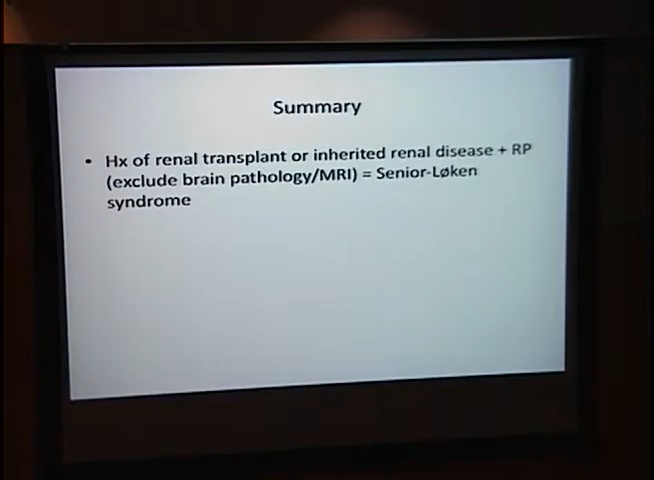 Summary
• Hx of renal transplant or inherited renal disease + RP
(exclude brain pathology/MRI) = Senior-Løken
syndrome